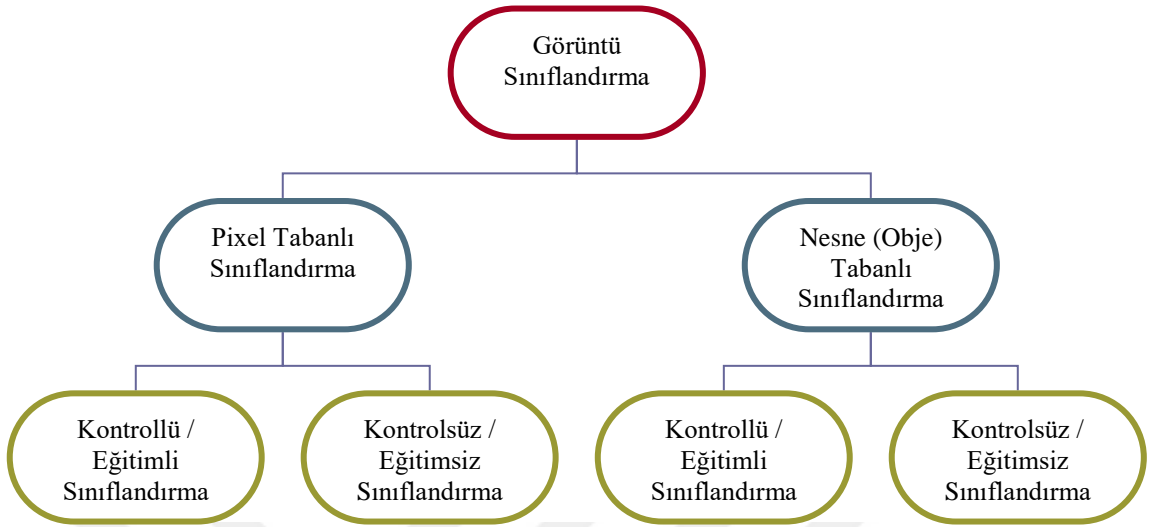 Görüntü
Sınıflandırma
Pixel Tabanlı
Sınıflandırma
Nesne (Obje)
Tabanlı
Sınıflandırma
Kontrollü /
Eğitimli
Sınıflandırma
Kontrolsüz /
Eğitimsiz
Sınıflandırma
Kontrollü /
Eğitimli
Sınıflandırma
Kontrolsüz /
Eğitimsiz
Sınıflandırma